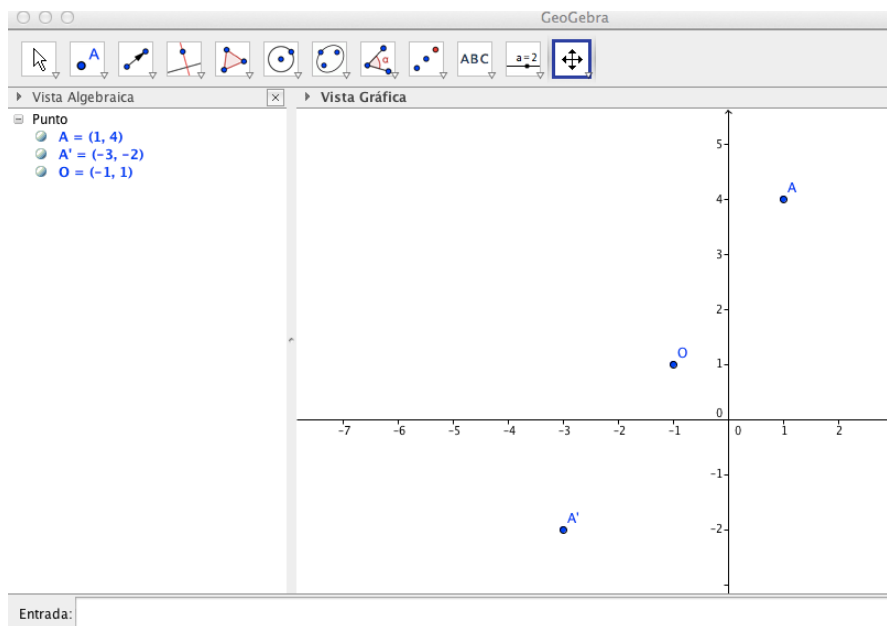 GeoGebra
A
α
ABC
a=2
Vista Algebraica
Vista Gráfica
Punto
A = (1, 4)
A' = (-3, -2)
O = (-1, 1)
5
A
4
3
2
O
1
0
-7 -6 -5 -4 -3 -2 -1 0 1 2
-1
A'
-2
Entrada: